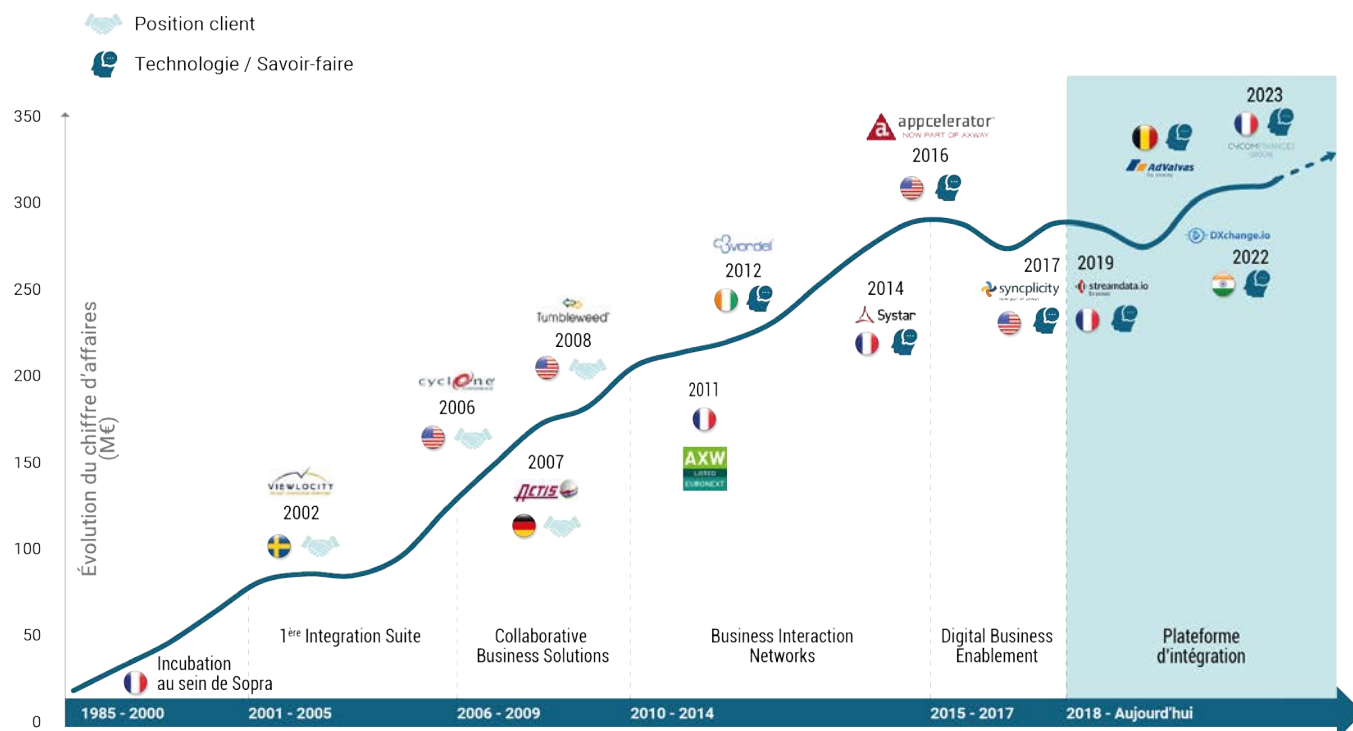 Position client
Technologie / Savoir-faire
Évolution du chiffre d'affaires
(M€)
350
300
250
200
150
100
50
0
Incubation
au sein de Sopra
VIEWLOCITY
2002
1ère Integration Suite
cyclone
2006
2007
ACTIS
Tumbleweed
2008
Collaborative
Business Solutions
2011
AXW
LISTED
EURONEXT
vordel
2012
2014
Systar
Business Interaction
Networks
appcelerator
NOW PART OF AXWAY
2016
2017
syncplicity
Digital Business
Enablement
2019
streamdata.io
AdValvas
2023
CYCOMFINANCES
GROUPE
DXchange.io
2022
Plateforme
d'intégration
1985 - 2000
2001 - 2005
2006 - 2009
2010 - 2014
2015 - 2017
2018 - Aujourd'hui